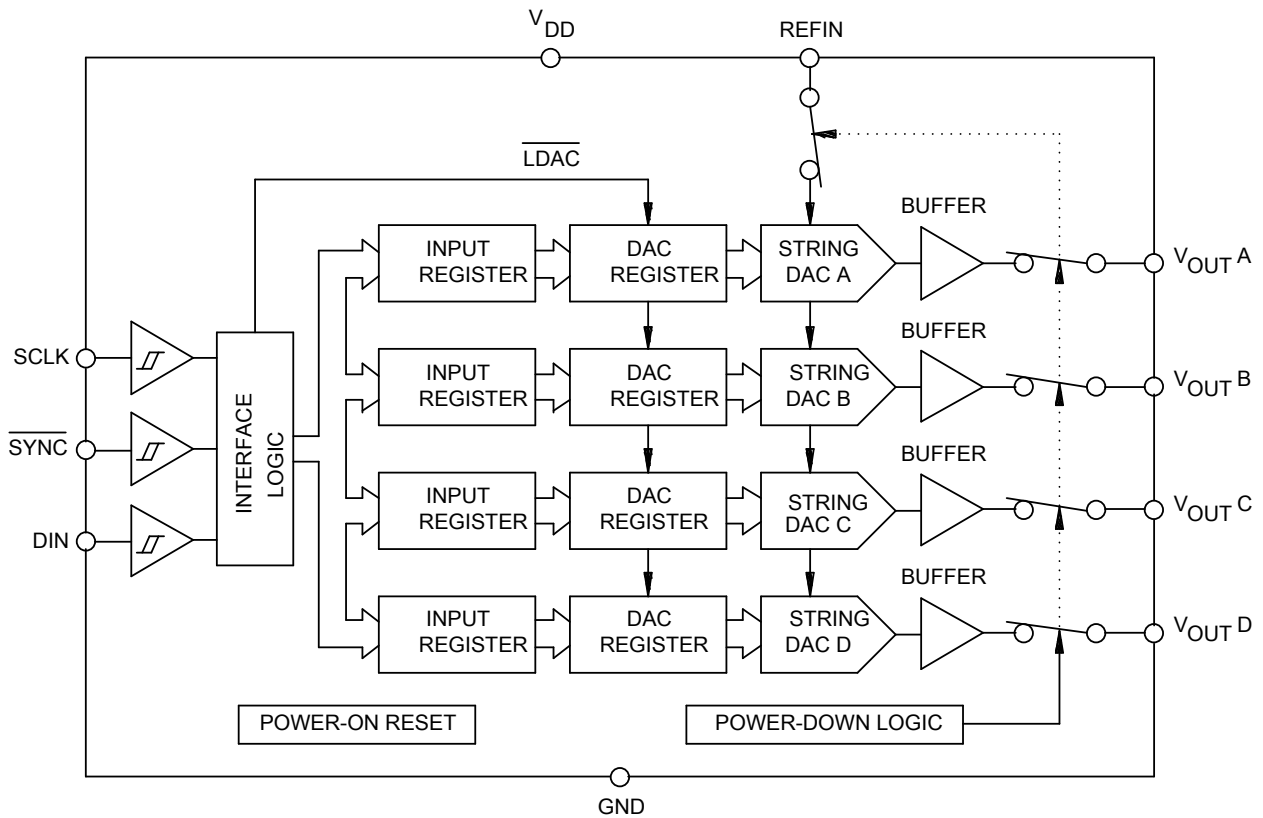 VDD
REFIN
LDAC
BUFFER
INPUT
REGISTER
DAC
REGISTER
STRING
DAC A
VOUT A
SCLK
SYNC
DIN
INTERFACE
LOGIC
BUFFER
INPUT
REGISTER
DAC
REGISTER
STRING
DAC B
VOUT B
BUFFER
INPUT
REGISTER
DAC
REGISTER
STRING
DAC C
VOUT C
BUFFER
INPUT
REGISTER
DAC
REGISTER
STRING
DAC D
VOUT D
POWER-ON RESET
POWER-DOWN LOGIC
GND